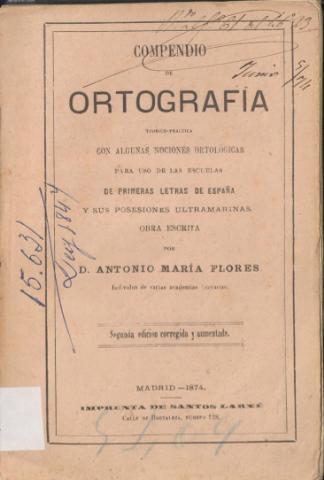 COMPENDIO
DE
ORTOGRAFÍA
TEÓRICO-PRÁCTICA
CON ALGUNAS NOCIONES ORTOLÓGICAS
PARA USO DE LAS ESCUELAS
DE PRIMERAS LETRAS DE ESPAÑA
Y SUS POSESIONES ULTRAMARINAS.
OBRA ESCRITA
POR
D. ANTONIO MARÍA FLORES
Individuo de varias academias
Segunda edicion corregida y aumentada.
MADRID.—1874.
IMPRENTA DE SANTOS LARXÉ
CALLE DE HORTALEZA, NÚMERO 128.
Junio
15.631